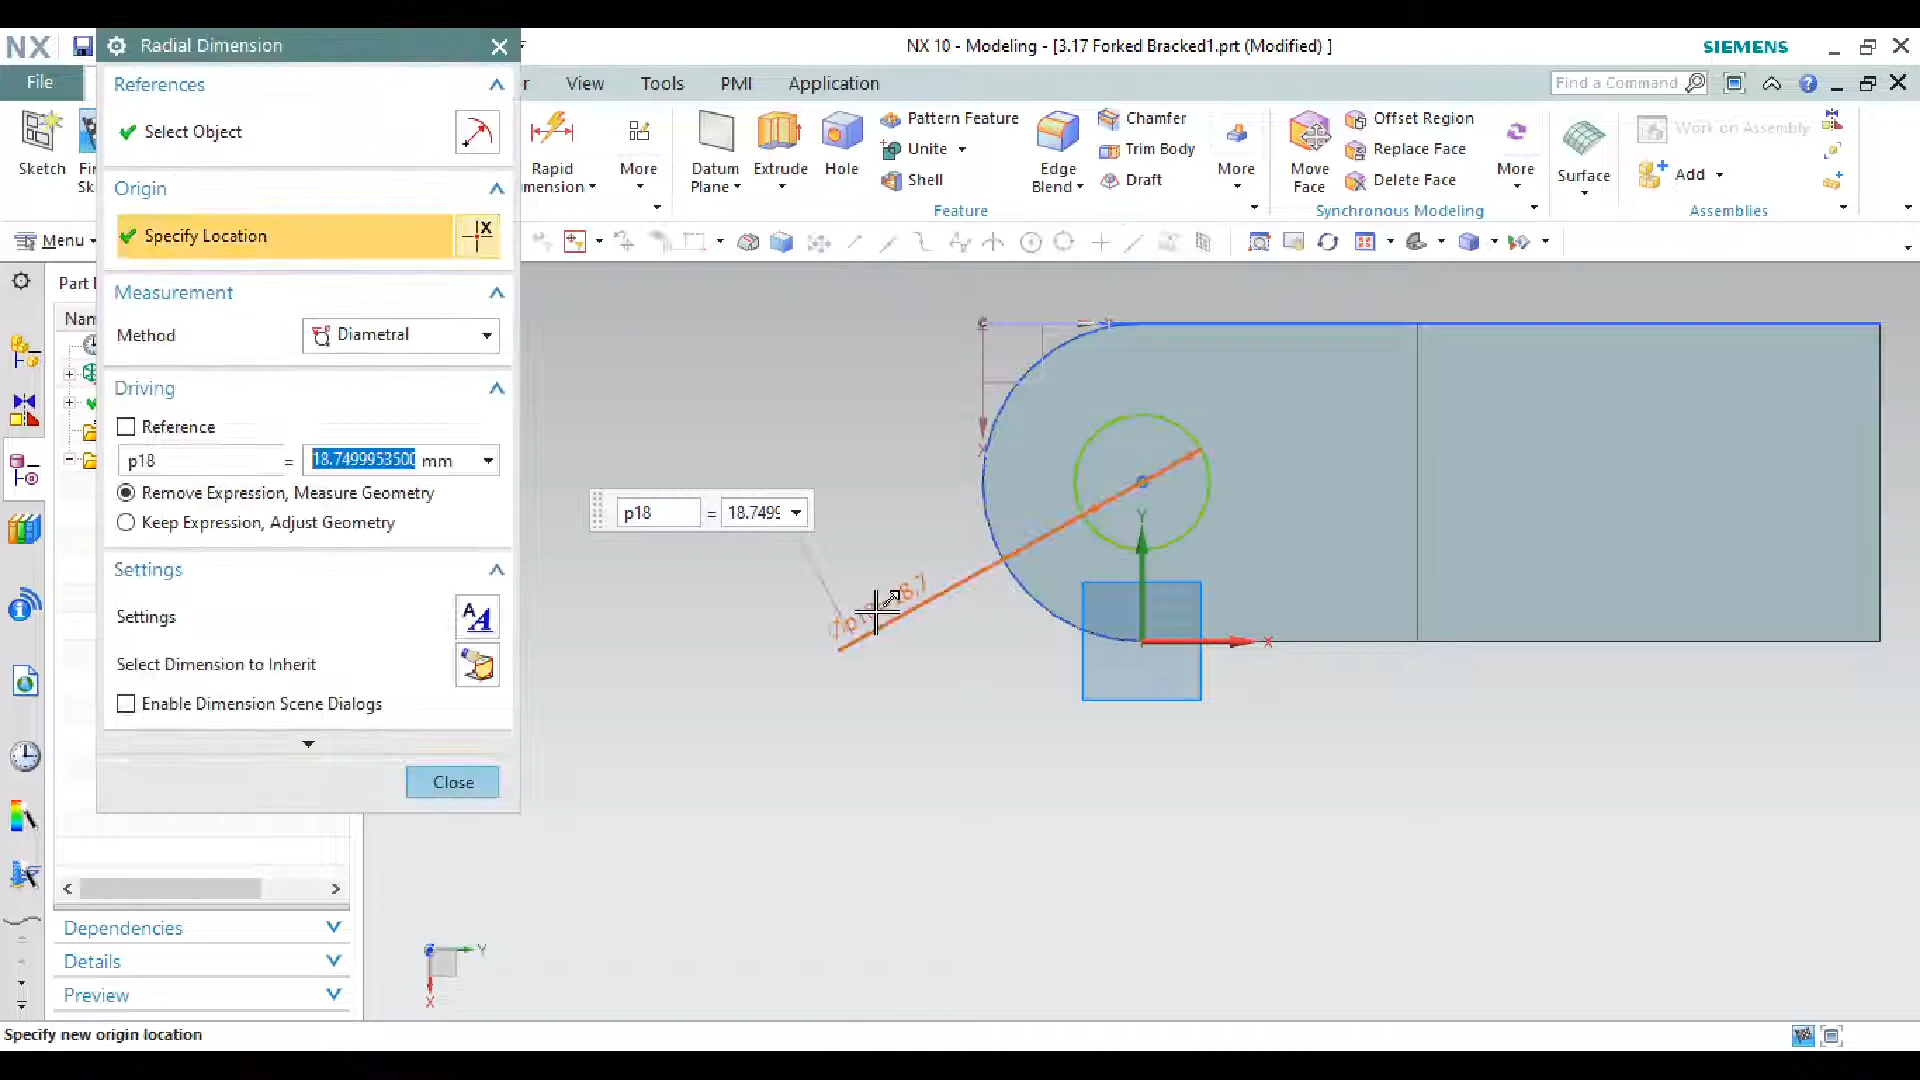 NX
Radial Dimension
NX 10 - Modeling - [3.17 Forked Bracked1.prt (Modified) ]
SIEMENS
File
View
Tools
PMI
Application
Find a Command
References
Select Object
Origin
Specify Location
Measurement
Method
Diametral
Driving
Reference
p18
=
18.7499953500
mm
Remove Expression, Measure Geometry
Keep Expression, Adjust Geometry
Settings
Settings
Select Dimension to Inherit
Enable Dimension Scene Dialogs
Close
Sketch
Rapid
More
Datum
Plane
Extrude
Hole
Pattern Feature
Unite
Shell
Edge
Blend
Chamfer
Trim Body
Draft
More
Feature
Move
Face
Offset Region
Replace Face
Delete Face
More
Synchronous Modeling
Surface
Work on Assembly
Add
Assemblies
Menu
Part
p18 = 18.749
Y
X
Dependencies
Details
Preview
Y
X
Specify new origin location